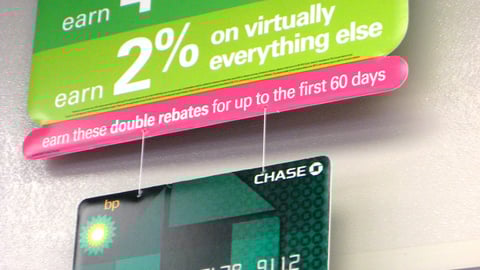 earn
earn 2% on virtually
everything else
earn these double rebates for up to the first 60 days
CHASE
bp
9112